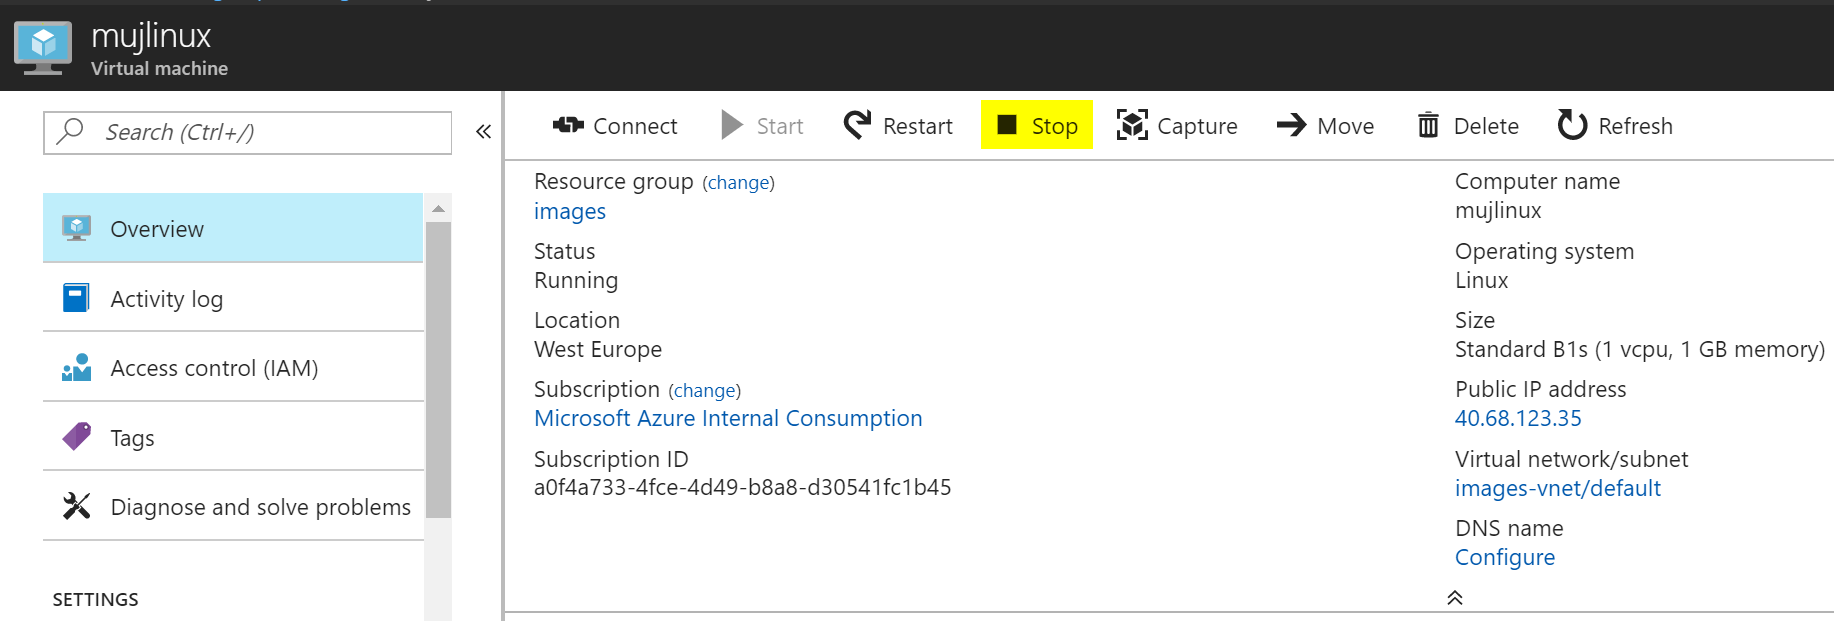 mujlinux
Virtual machine
Search (Ctrl+/)
«
Overview
Activity log
Access control (IAM)
Tags
Diagnose and solve problems
SETTINGS
Connect Start Restart Stop Capture Move Delete Refresh
Resource group (change)
images
Status
Running
Location
West Europe
Subscription (change)
Microsoft Azure Internal Consumption
Subscription ID
a0f4a733-4fce-4d49-b8a8-d30541fc1b45
Computer name
mujlinux
Operating system
Linux
Size
Standard B1s (1 vcpu, 1 GB memory)
Public IP address
40.68.123.35
Virtual network/subnet
images-vnet/default
DNS name
Configure